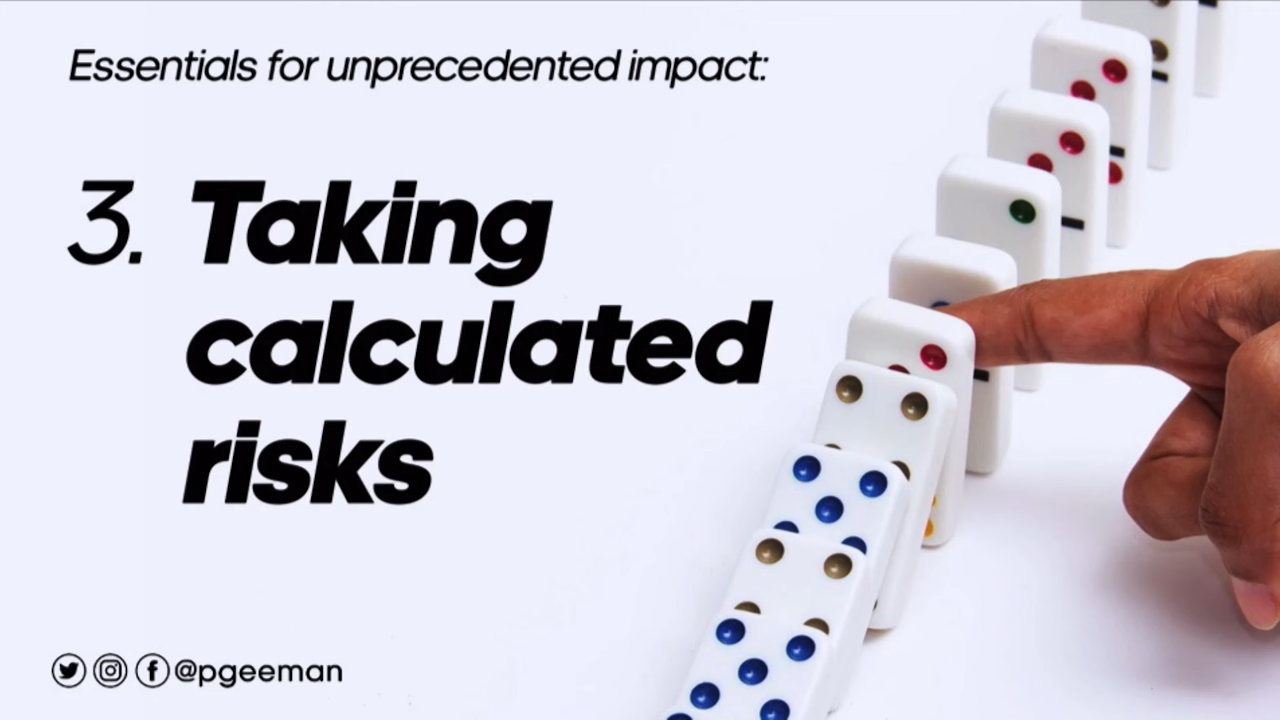 Essentials for unprecedented impact:
3. Taking
calculated
risks
@pgeeman